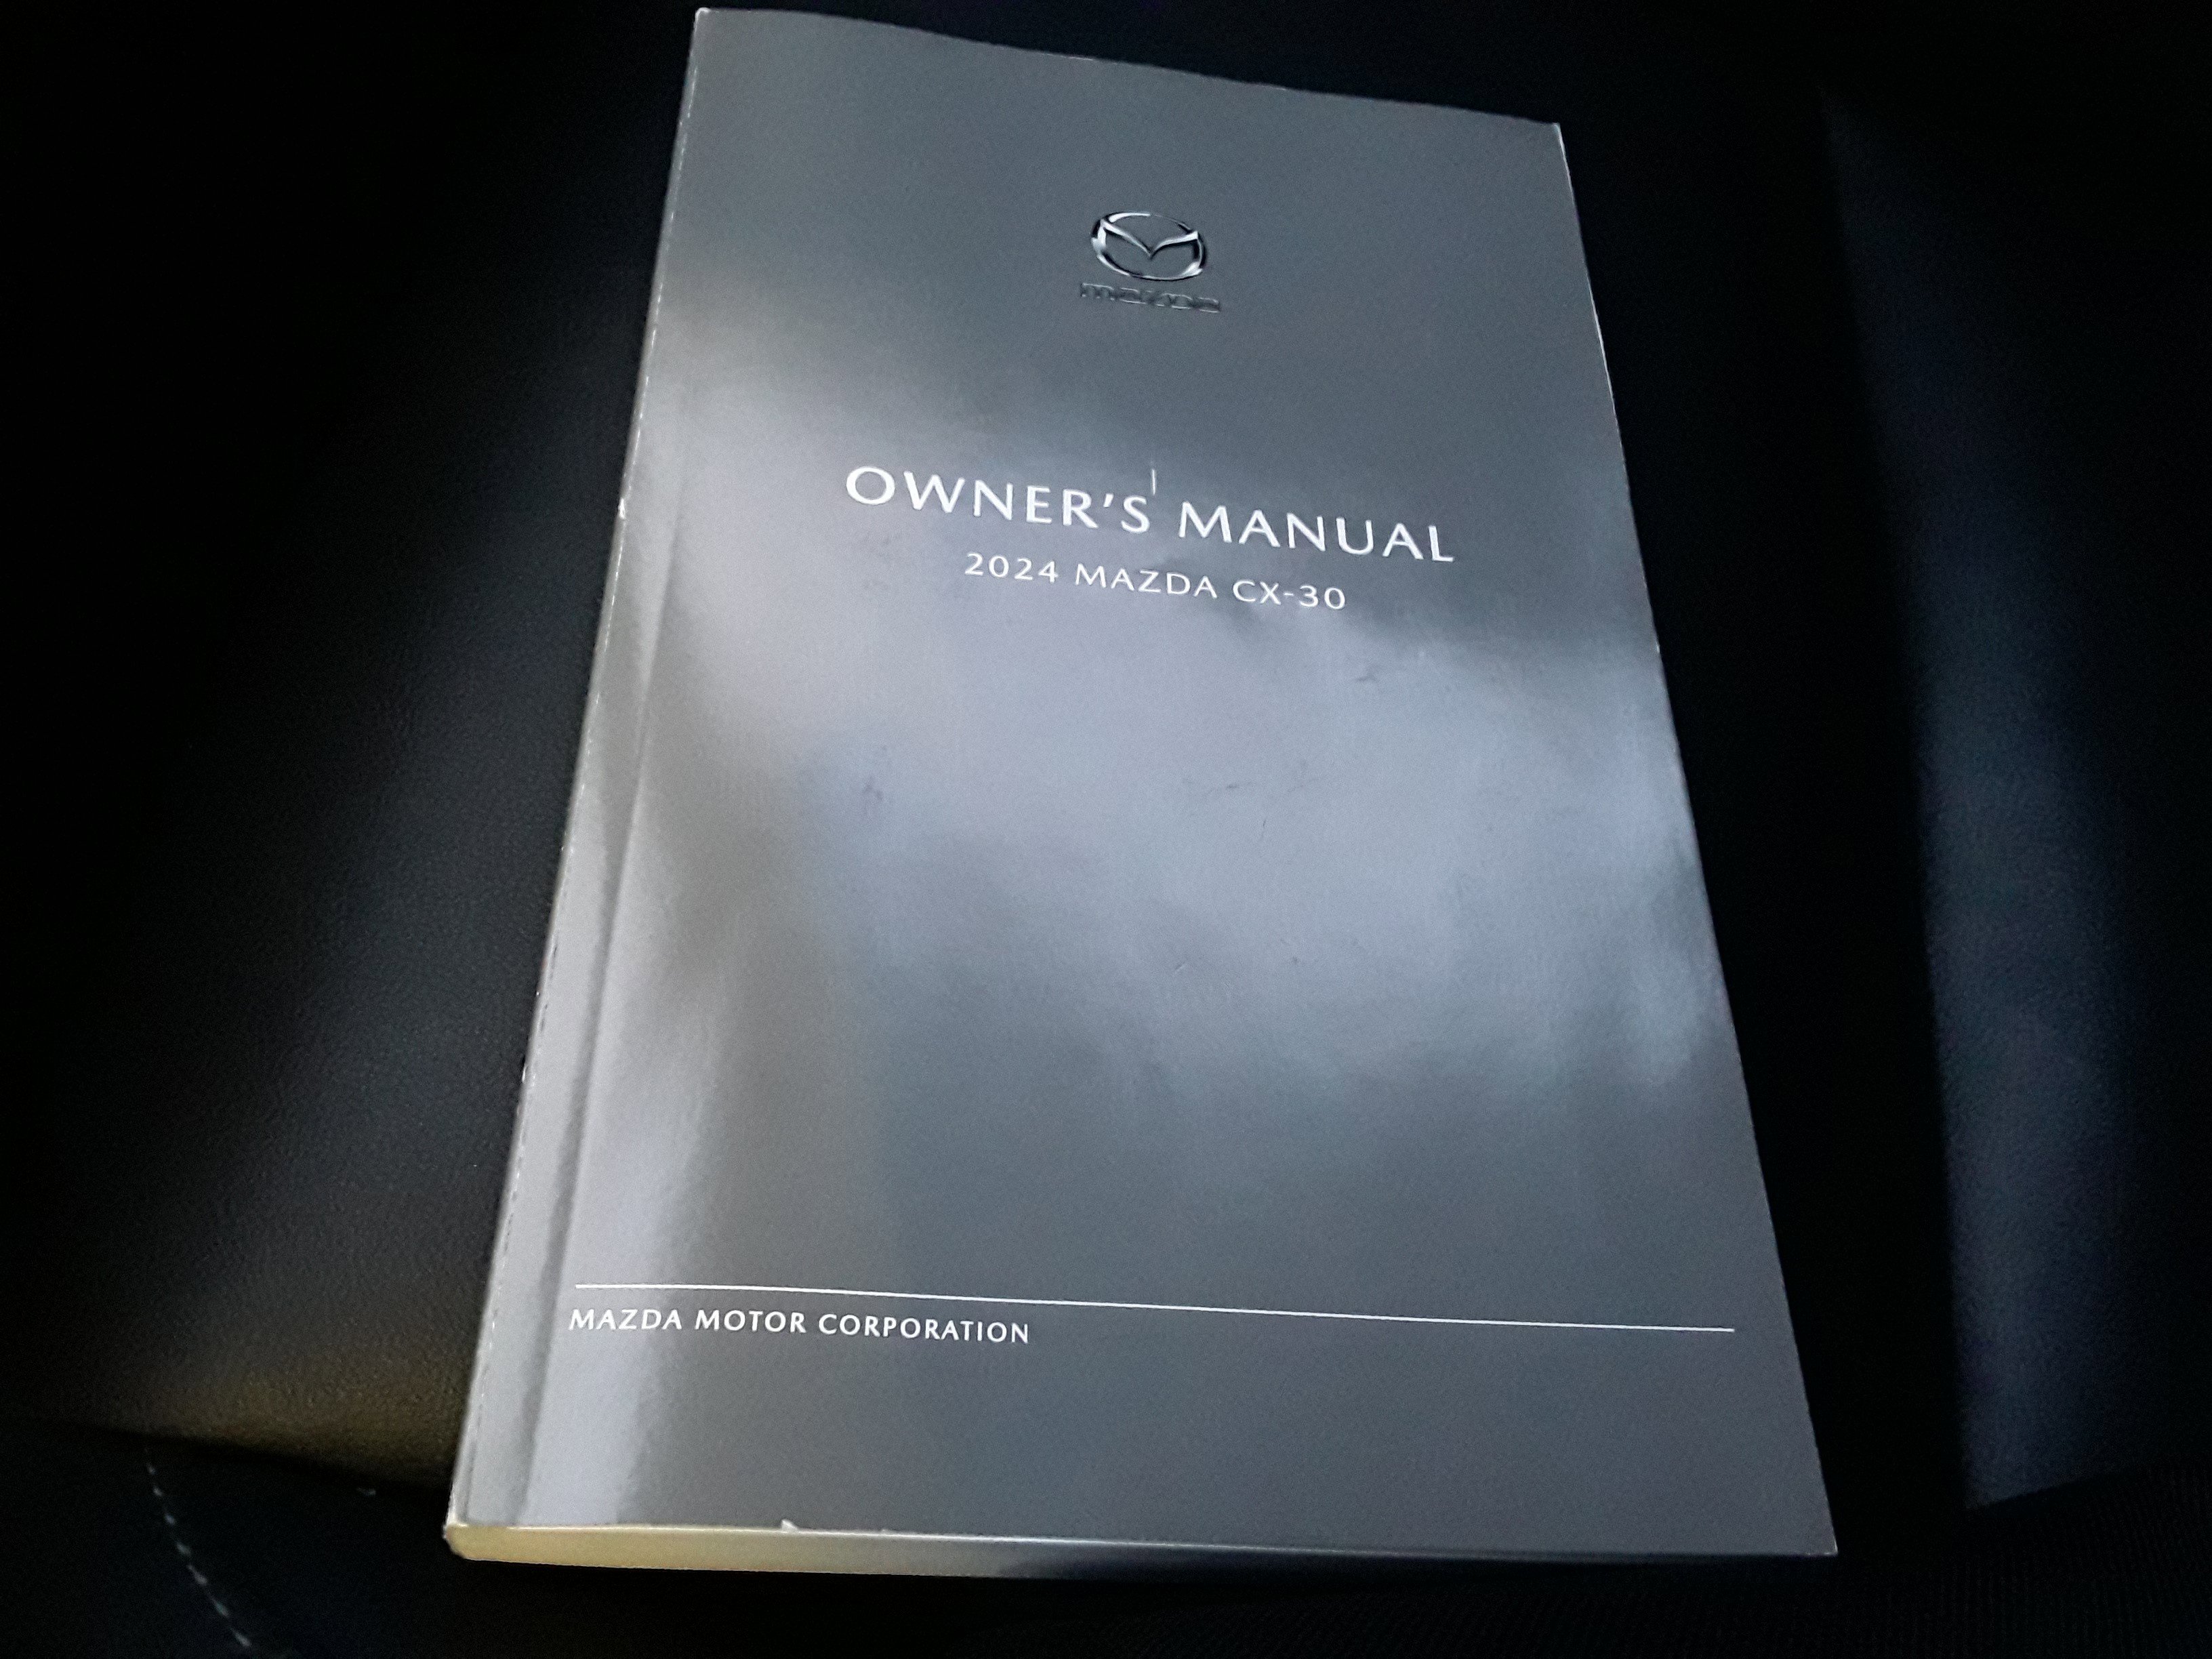 mazda
OWNER'S MANUAL
2024 MAZDA CX-30
MAZDA MOTOR CORPORATION